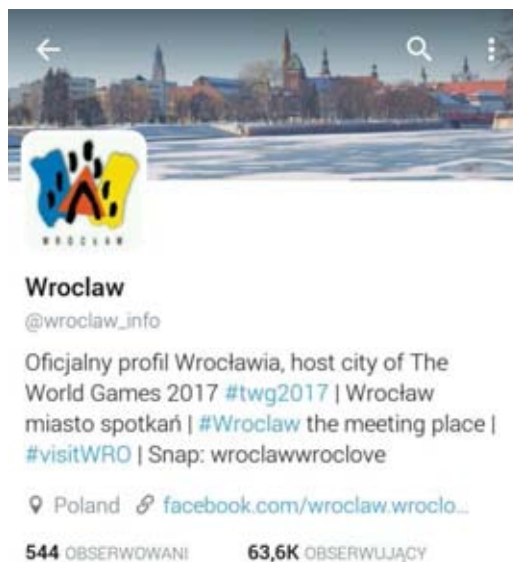 WROCŁAW
Wroclaw
@wroclaw_info
Oficjalny profil Wrocławia, host city of The
World Games 2017 #twg2017 | Wrocław
miasto spotkań | #Wroclaw the meeting place |
#visitWRO | Snap: wroclawwroclove
Poland facebook.com/wroclaw.wroclo...
544 OBSERWOWANI 63,6K OBSERWUJĄCY